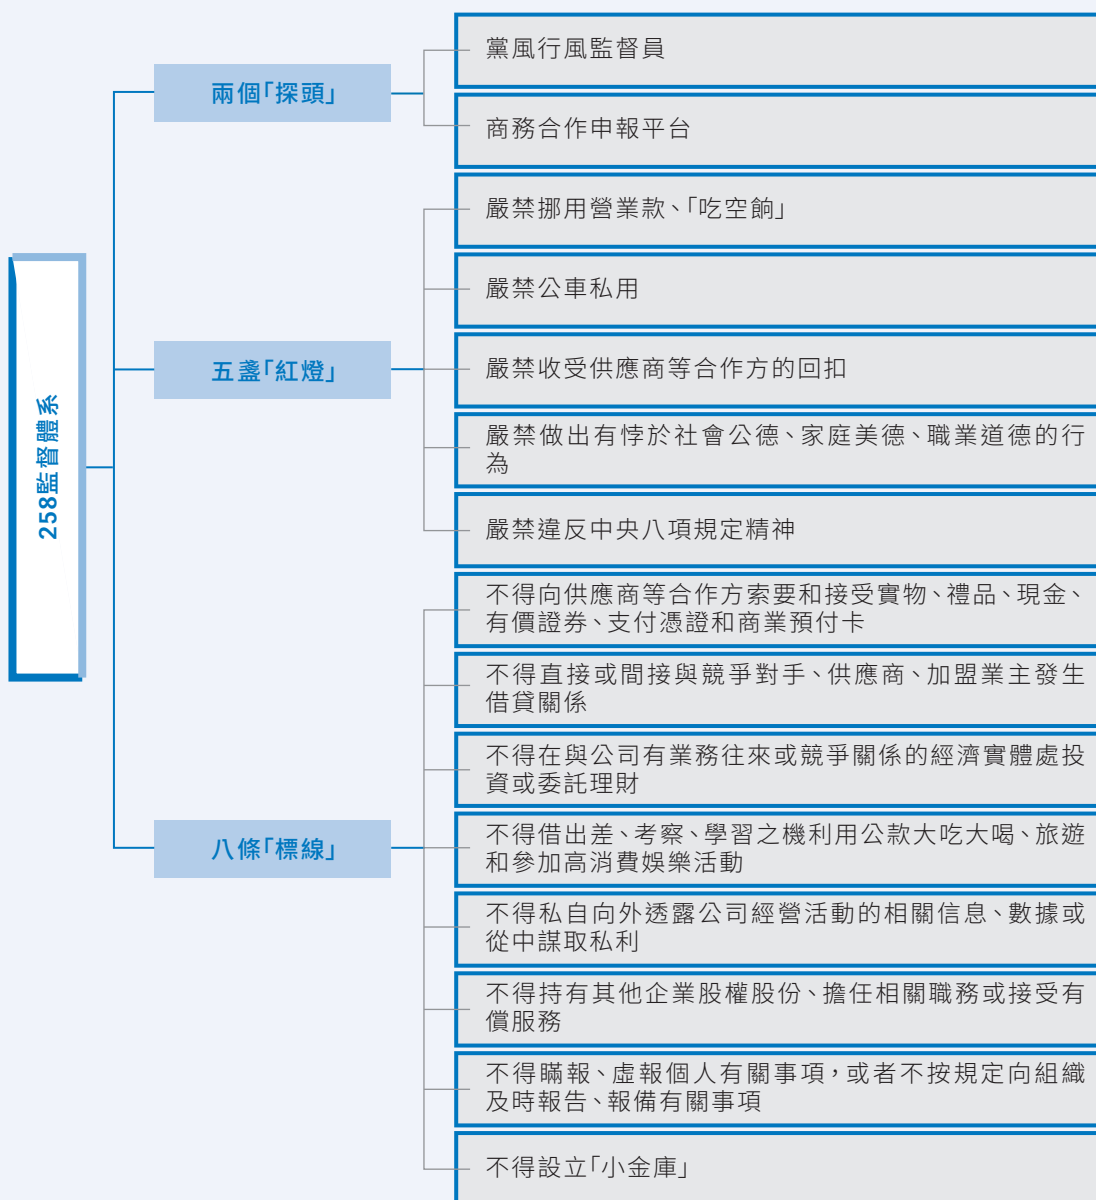 258監督體系
兩個「探頭」
黨風行風監督員
商務合作申報平台
五盞「紅燈」
嚴禁挪用營業款、「吃空餉」
嚴禁公車私用
嚴禁收受供應商等合作方的回扣
嚴禁做出有悖於社會公德、家庭美德、職業道德的行
為
嚴禁違反中央八項規定精神
八條「標線」
不得向供應商等合作方索要和接受實物、禮品、現金、
有價證券、支付憑證和商業預付卡
不得直接或間接與競爭對手、供應商、加盟業主發生
借貸關係
不得在與公司有業務往來或競爭關係的經濟實體處投
資或委託理財
不得借出差、考察、學習之機利用公款大吃大喝、旅遊
和參加高消費娛樂活動
不得私自向外透露公司經營活動的相關信息、數據或
從中謀取私利
不得持有其他企業股權股份、擔任相關職務或接受有
償服務
不得瞞報、虛報個人有關事項，或者不按規定向組織
及時報告、報備有關事項
不得設立「小金庫」